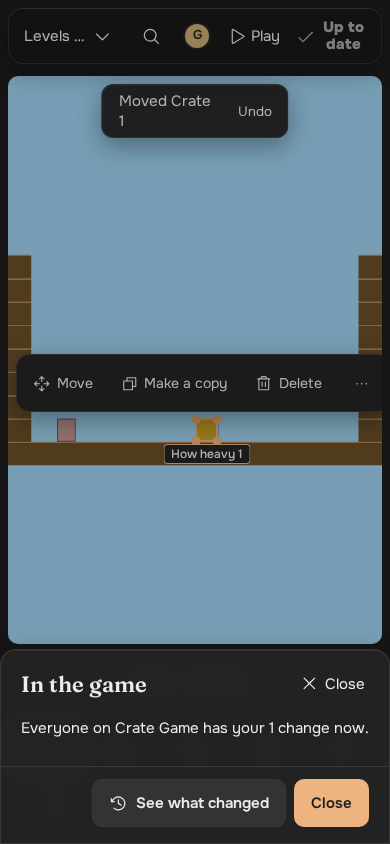 Levels ...
G
Play
Up to
date
Moved Crate
1
Undo
Move
Make a copy
Delete
...
How heavy 1
In the game
Close
Everyone on Crate Game has your 1 change now.
See what changed
Close